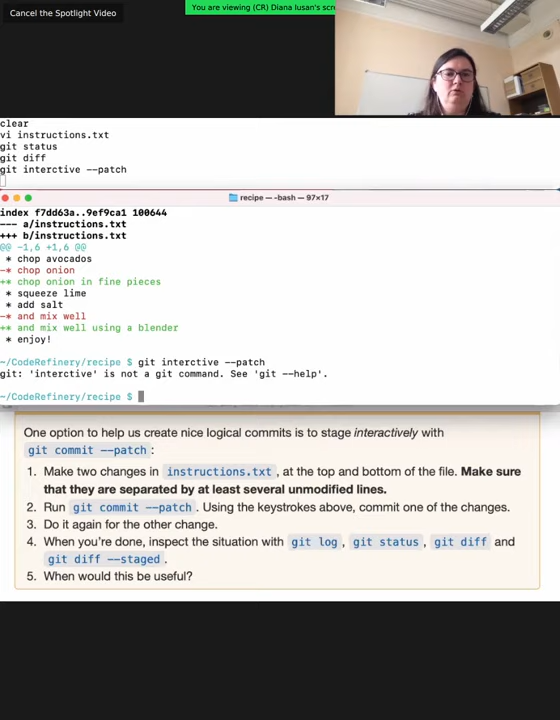 Cancel the Spotlight Video
You are viewing (CR) Diana Iusan's scre
clear
vi instructions.txt
git status
git diff
git interctive --patch
recipe — -bash — 97×17
index f7dd63a..9ef9ca1 100644
--- a/instructions.txt
+++ b/instructions.txt
@@ -1,6 +1,6 @@
* chop avocados
-* chop onion
+* chop onion in fine pieces
* squeeze lime
* add salt
-* and mix well
+* and mix well using a blender
* enjoy!
~/CodeRefinery/recipe $ git interctive --patch
git: 'interctive' is not a git command. See 'git --help'.
~/CodeRefinery/recipe $
One option to help us create nice logical commits is to stage interactively with
git commit --patch:
1. Make two changes in instructions.txt, at the top and bottom of the file. Make sure
that they are separated by at least several unmodified lines.
2. Run git commit --patch. Using the keystrokes above, commit one of the changes.
3. Do it again for the other change.
4. When you're done, inspect the situation with git log, git status, git diff and
git diff --staged.
5. When would this be useful?